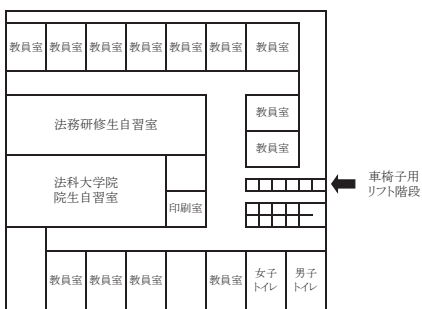 教員室 教員室 教員室 教員室 教員室 教員室 教員室
教員室
法務研修生自習室
教員室
車椅子用
リフト階段
法科大学院
院生自習室
印刷室
教員室 教員室 教員室 教員室 女子
トイレ 男子
トイレ